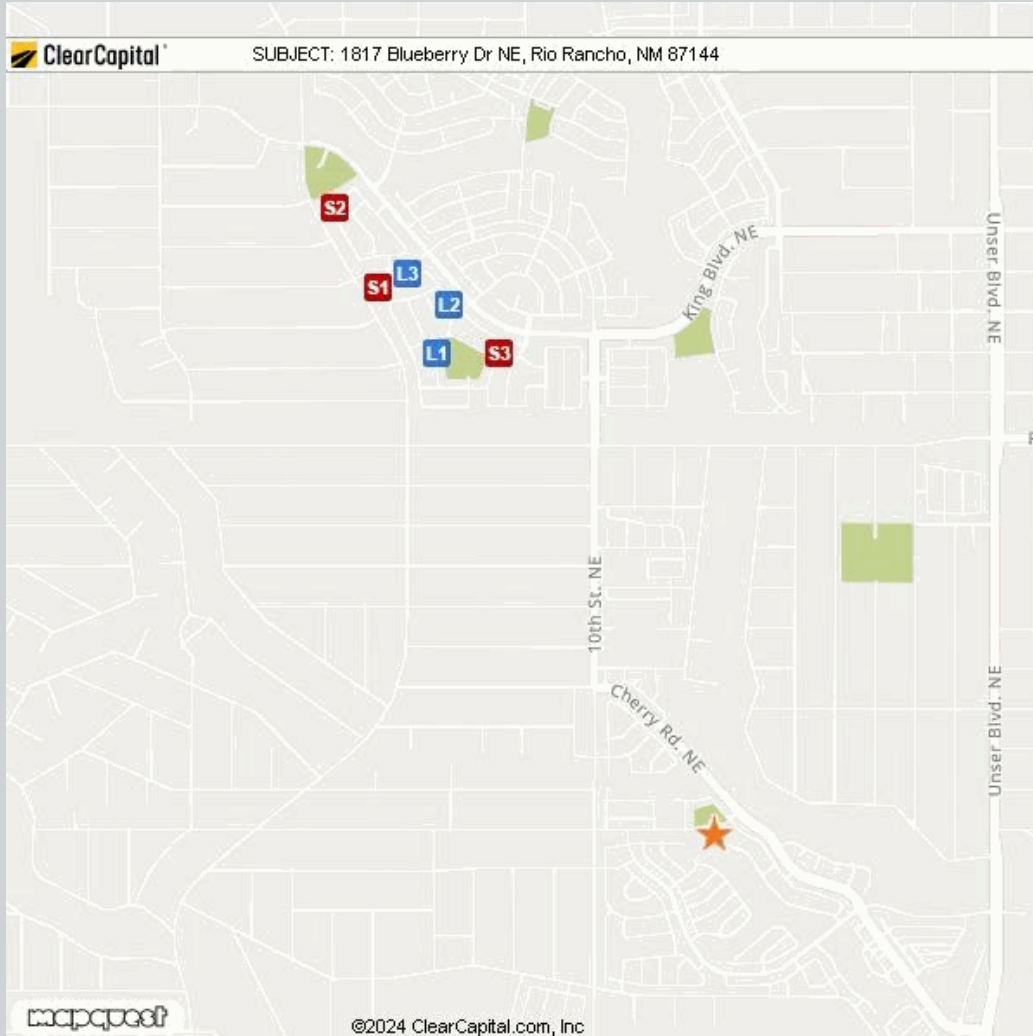 ClearCapital
SUBJECT: 1817 Blueberry Dr NE, Rio Rancho, NM 87144
S2
S1
L3
L2
L1
S3
King Blvd. NE
Unser Blvd. NE
10th St. NE
Cherry Rd. NE
Unser Blvd. NE
mapquest
©2024 ClearCapital.com, Inc